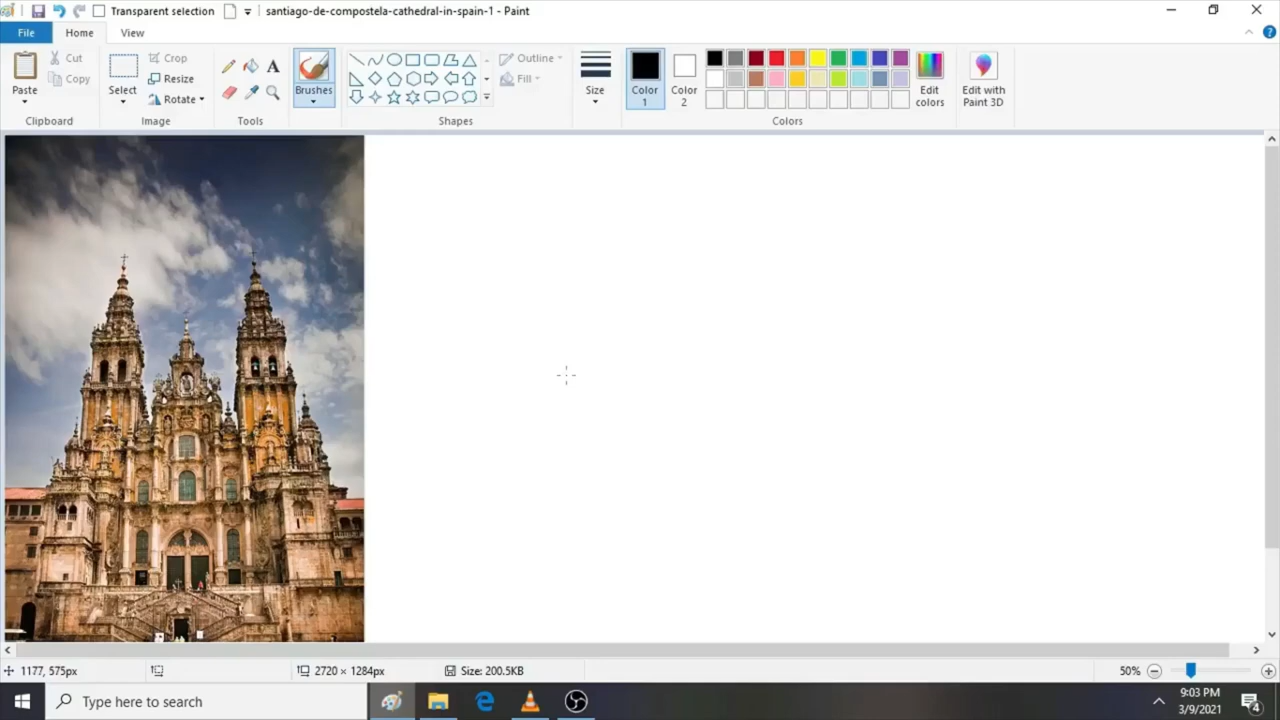 Transparent selection santiago-de-compostela-cathedral-in-spain-1 - Paint
File Home View
Paste
Cut
Copy
Clipboard
Select
Crop
Resize
Rotate
Image
A
Tools
Brushes
Shapes
Outline
Fill
Size
Color 1
Color 2
Edit colors
Colors
Edit with Paint 3D
1177, 575px 2720 × 1284px Size: 200.5KB 50%
Type here to search
9:03 PM
3/9/2021
4